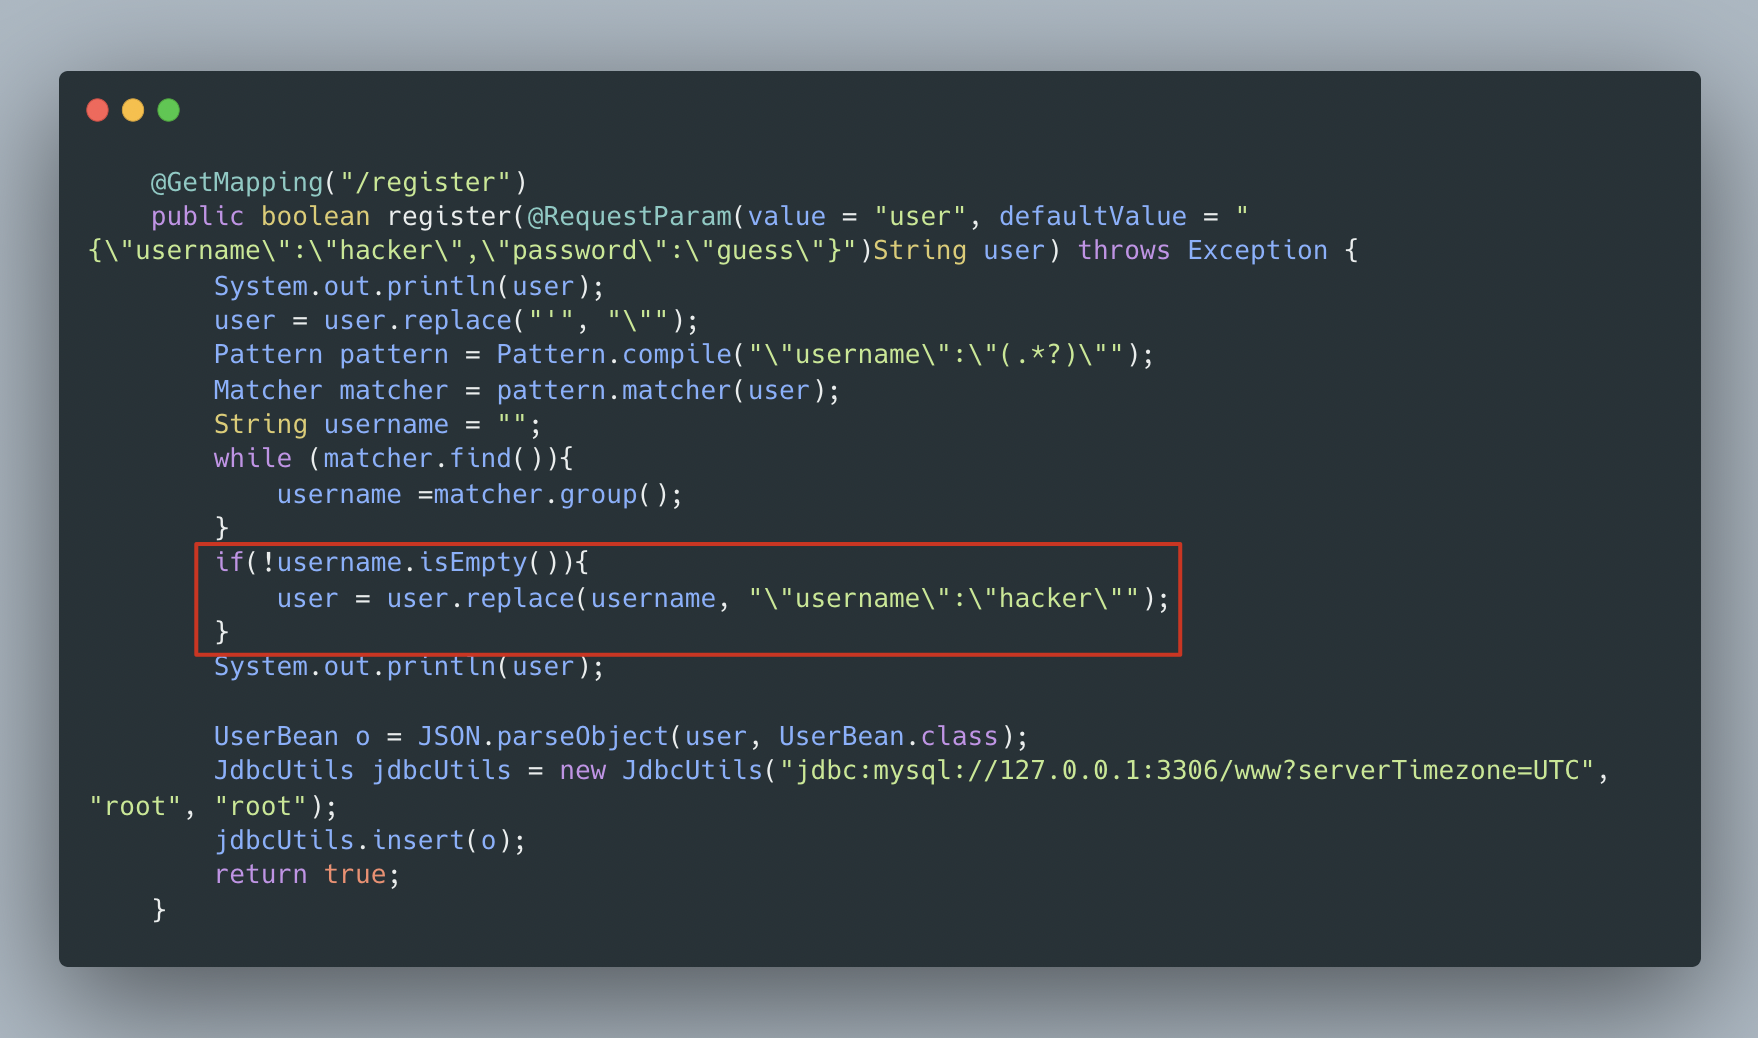 @GetMapping("/register")
public boolean register(@RequestParam(value = "user", defaultValue = "
{\"username\":\"hacker\",\"password\":\"guess\"}")String user) throws Exception {
System.out.println(user);
user = user.replace("'", "\"");
Pattern pattern = Pattern.compile("\"username\":\"(.*?)\"");
Matcher matcher = pattern.matcher(user);
String username = "";
while (matcher.find()){
username =matcher.group();
}
if(!username.isEmpty()){
user = user.replace(username, "\"username\":\"hacker\"");
}
System.out.println(user);
UserBean o = JSON.parseObject(user, UserBean.class);
JdbcUtils jdbcUtils = new JdbcUtils("jdbc:mysql://127.0.0.1:3306/www?serverTimezone=UTC",
"root", "root");
jdbcUtils.insert(o);
return true;
}